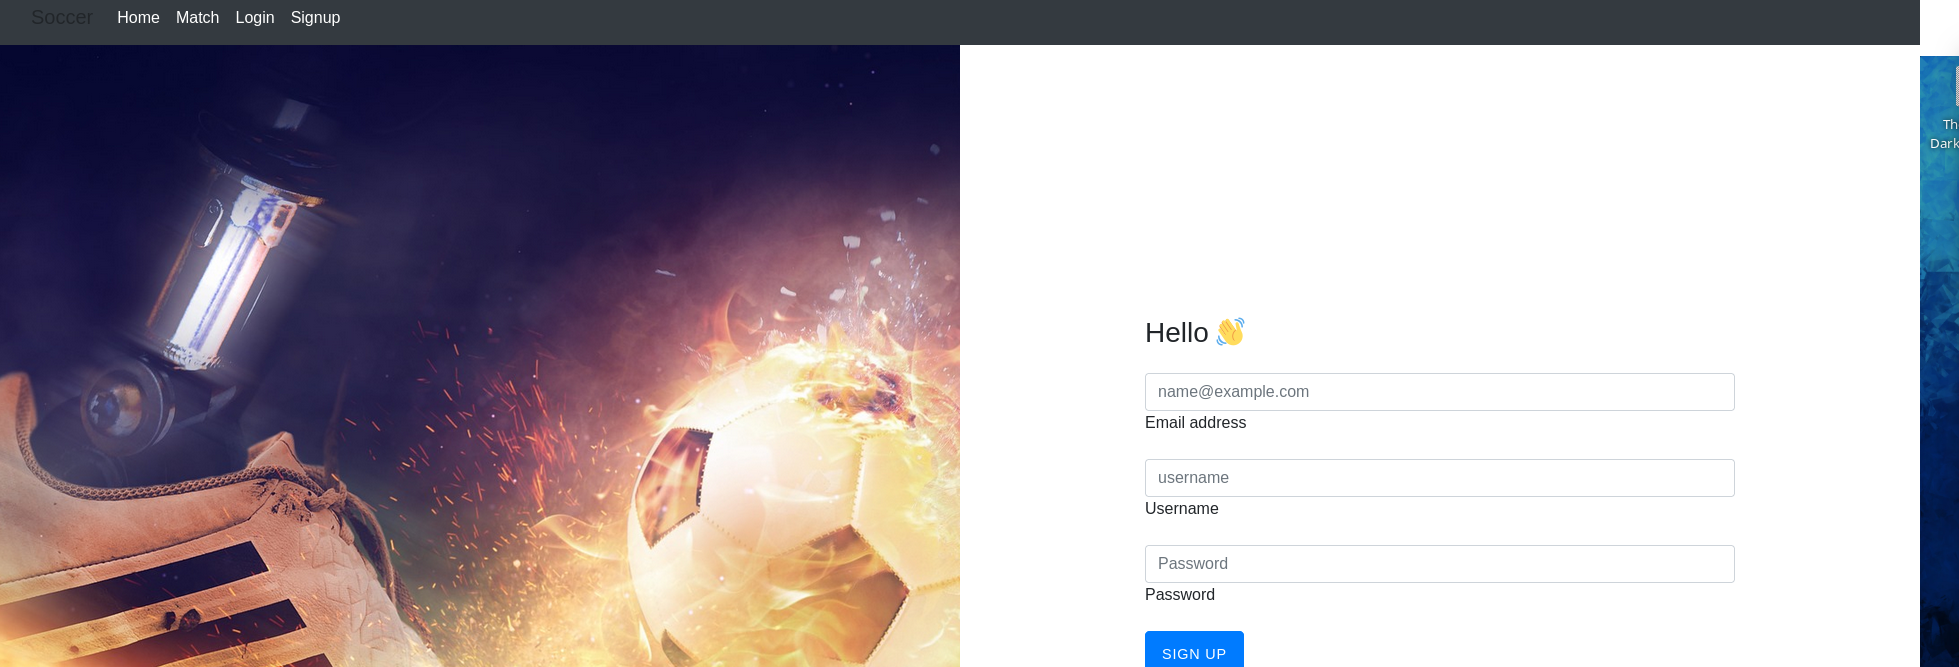 Soccer Home Match Login Signup
Th
Dark
Hello 👋
name@example.com
Email address
username
Username
Password
Password
SIGN UP